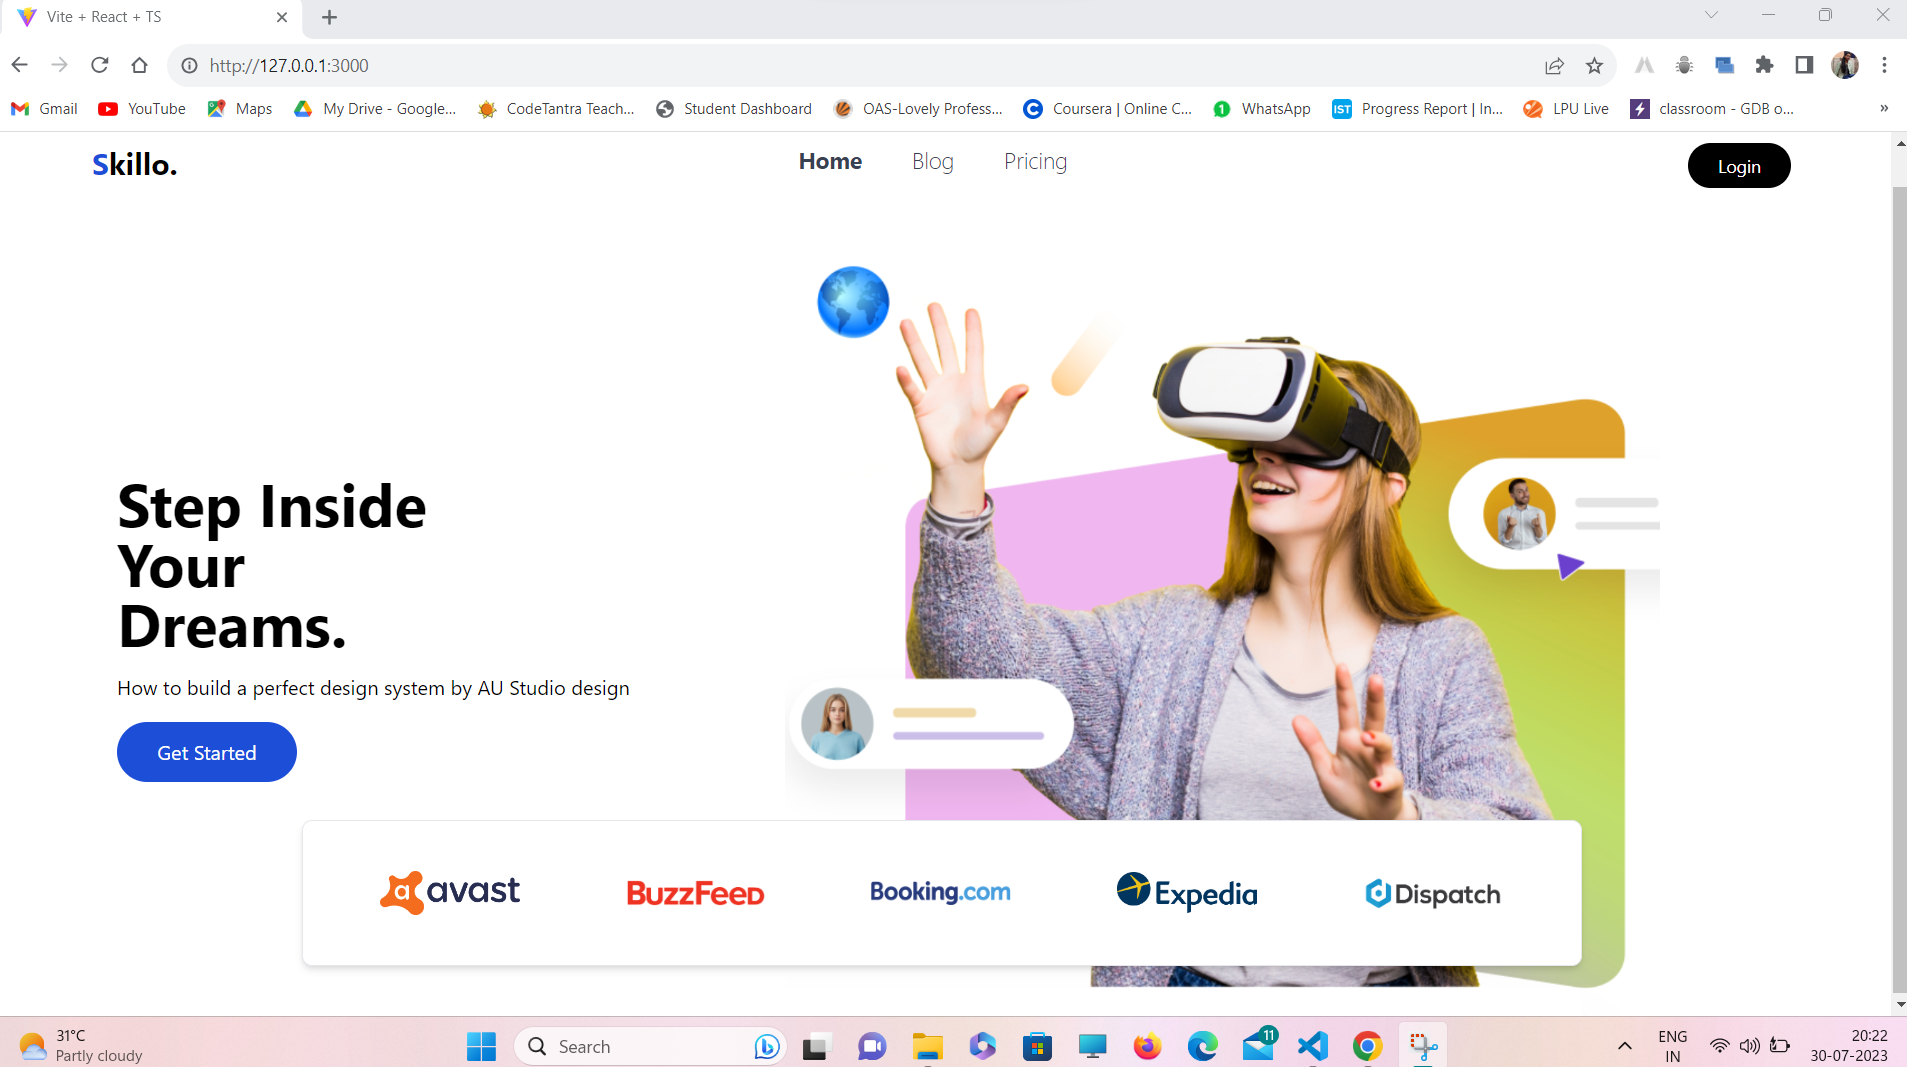 Vite + React + TS
http://127.0.0.1:3000
Gmail YouTube Maps My Drive - Google... CodeTantra Teach... Student Dashboard OAS-Lovely Profess... Coursera | Online C... 1 WhatsApp IST Progress Report | In... LPU Live classroom - GDB o... »
Skillo. Home Blog Pricing Login
Step Inside
Your
Dreams.
How to build a perfect design system by AU Studio design
Get Started
avast BuzzFeed Booking.com Expedia Dispatch
31°C
Partly cloudy
Search
11
ENG
IN
20:22
30-07-2023